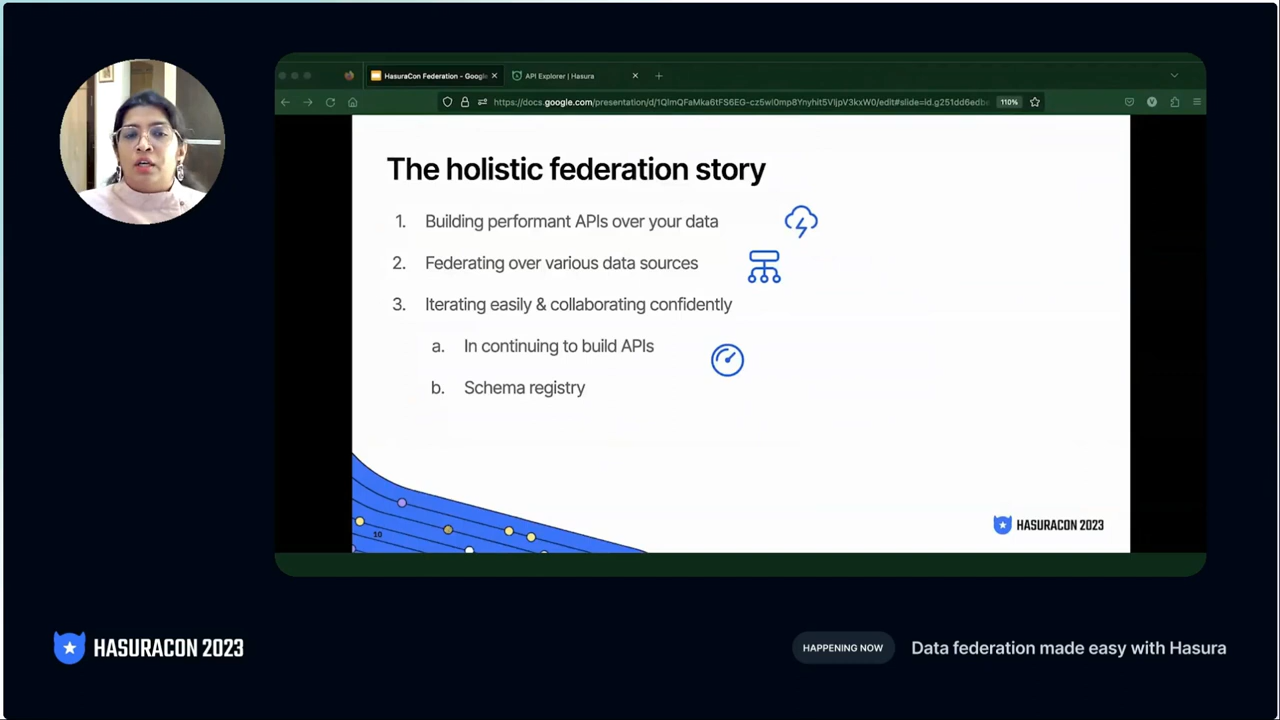 HasuraCon Federation - Google
API Explorer | Hasura
110%
The holistic federation story
1. Building performant APIs over your data
2. Federating over various data sources
3. Iterating easily & collaborating confidently
a. In continuing to build APIs
b. Schema registry
10
HASURACON 2023
HASURACON 2023
HAPPENING NOW
Data federation made easy with Hasura